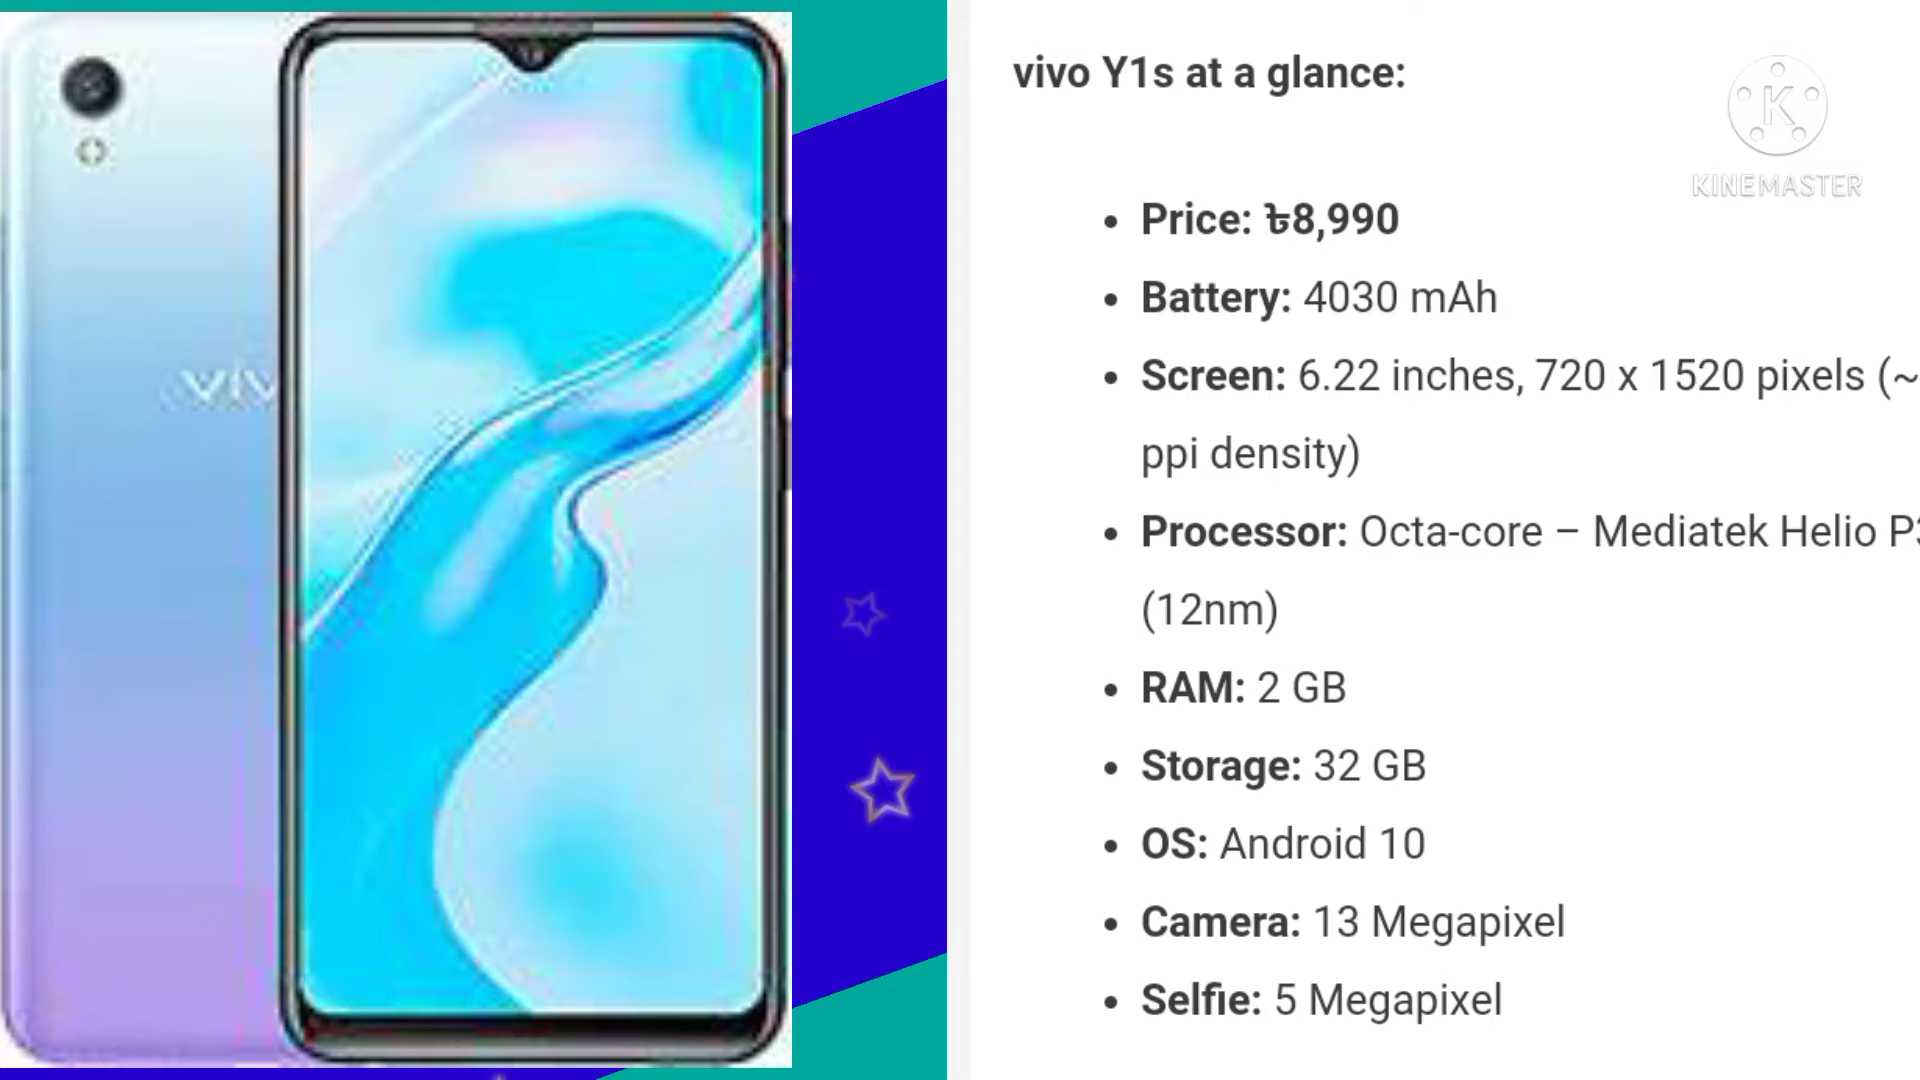 vivo Y1s at a glance:
KINEMASTER
Price: ৳8,990
Battery: 4030 mAh
Screen: 6.22 inches, 720 x 1520 pixels (~
ppi density)
Processor: Octa-core – Mediatek Helio
(12nm)
RAM: 2 GB
Storage: 32 GB
OS: Android 10
Camera: 13 Megapixel
Selfie: 5 Megapixel